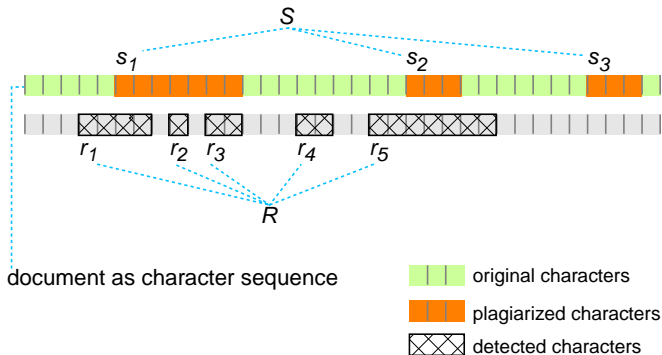 S
s1 s2 s3
r1 r2 r3 r4 r5
R
document as character sequence
original characters
plagiarized characters
detected characters